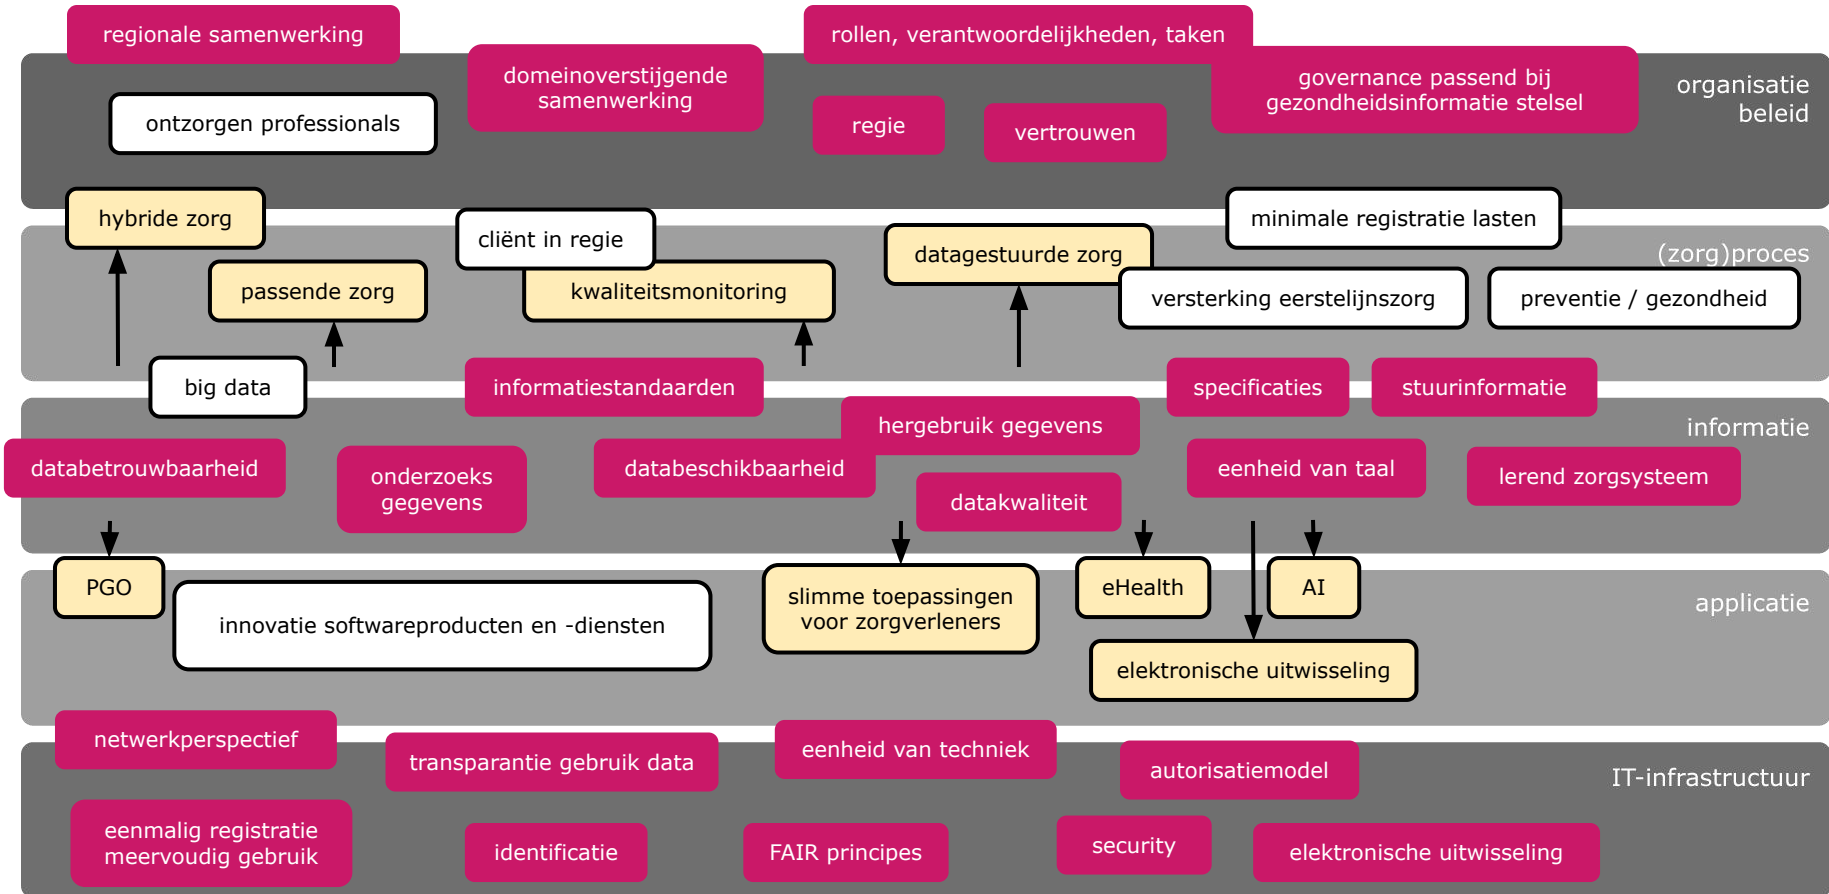 regionale samenwerking
rollen, verantwoordelijkheden, taken
domeinoverstijgende
samenwerking
governance passend bij
gezondheidsinformatie stelsel
organisatie
beleid
ontzorgen professionals
regie
vertrouwen
hybride zorg
cliënt in regie
datagestuurde zorg
minimale registratie lasten
(zorg)proces
passende zorg
kwaliteitsmonitoring
versterking eerstelijnszorg
preventie / gezondheid
big data
informatiestandaarden
specificaties
stuurinformatie
hergebruik gegevens
informatie
databetrouwbaarheid
onderzoeks
gegevens
databeschikbaarheid
datakwaliteit
eenheid van taal
lerend zorgsysteem
PGO
innovatie softwareproducten en -diensten
slimme toepassingen
voor zorgverleners
eHealth
AI
applicatie
elektronische uitwisseling
netwerkperspectief
transparantie gebruik data
eenheid van techniek
autorisatiemodel
IT-infrastructuur
eenmalig registratie
meervoudig gebruik
identificatie
FAIR principes
security
elektronische uitwisseling